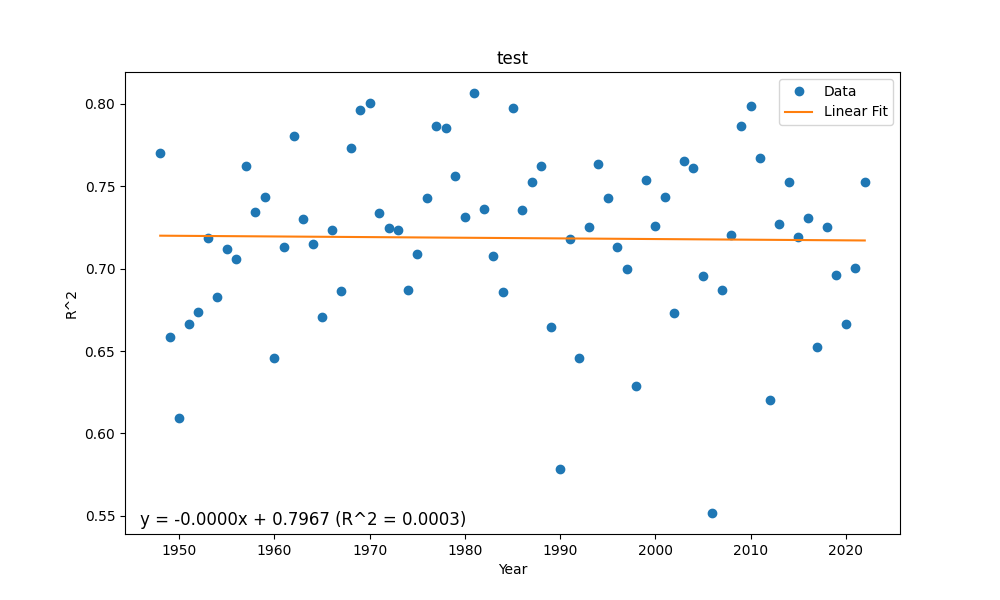 test
0.80
0.75
0.70
0.65
0.60
0.55
R^2
Data
Linear Fit
y = -0.0000x + 0.7967 (R^2 = 0.0003)
1950 1960 1970 1980 1990 2000 2010 2020
Year